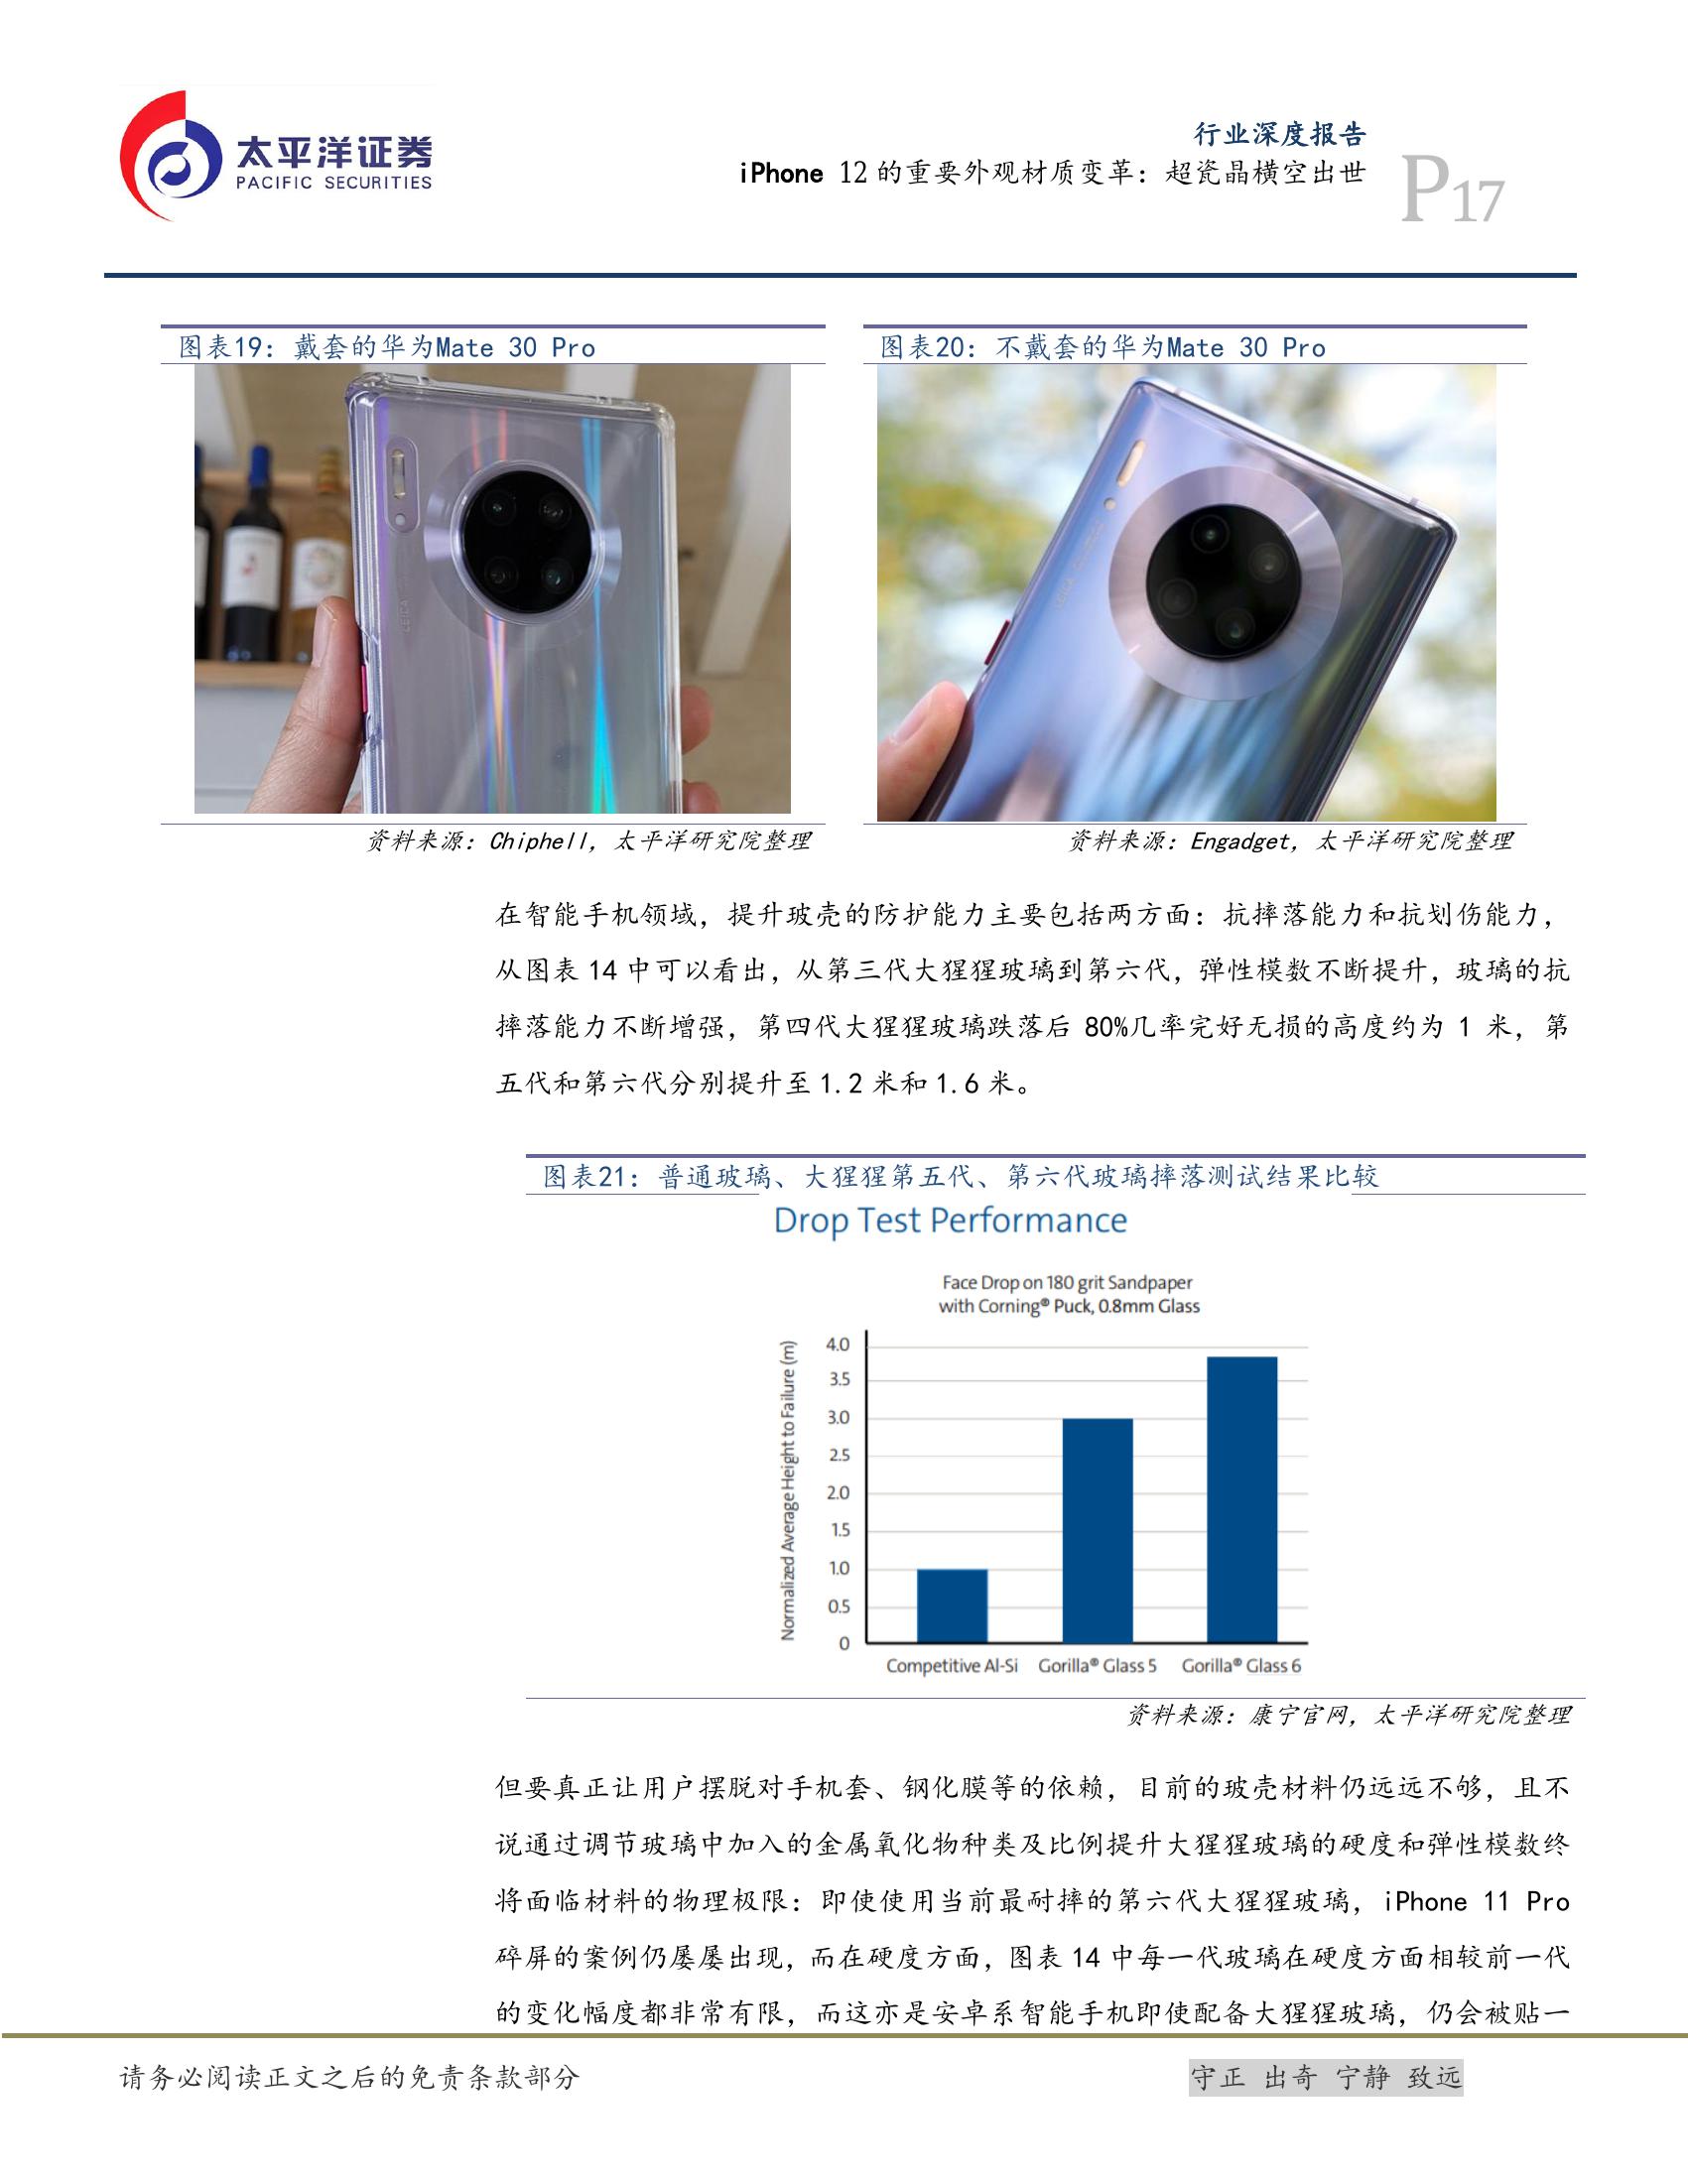 太平洋证券
PACIFIC SECURITIES
行业深度报告
iPhone 12 的重要外观材质变革：超瓷晶横空出世
P17
图表19：戴套的华为Mate 30 Pro
图表20：不戴套的华为Mate 30 Pro
资料来源：Chiphell，太平洋研究院整理
资料来源：Engadget，太平洋研究院整理
在智能手机领域，提升玻壳的防护能力主要包括两方面：抗摔落能力和抗划伤能力，
从图表 14 中可以看出，从第三代大猩猩玻璃到第六代，弹性模数不断提升，玻璃的抗
摔落能力不断增强，第四代大猩猩玻璃跌落后 80%几率完好无损的高度约为 1 米，第
五代和第六代分别提升至 1.2 米和 1.6 米。
图表21：普通玻璃、大猩猩第五代、第六代玻璃摔落测试结果比较
Drop Test Performance
Face Drop on 180 grit Sandpaper
with Corning® Puck, 0.8mm Glass
Normalized Average Height to Failure (m)
4.0
3.5
3.0
2.5
2.0
1.5
1.0
0.5
0
Competitive Al-Si Gorilla® Glass 5 Gorilla® Glass 6
资料来源：康宁官网，太平洋研究院整理
但要真正让用户摆脱对手机套、钢化膜等的依赖，目前的玻壳材料仍远远不够，且不
说通过调节玻璃中加入的金属氧化物种类及比例提升大猩猩玻璃的硬度和弹性模数终
将面临材料的物理极限：即使使用当前最耐摔的第六代大猩猩玻璃，iPhone 11 Pro
碎屏的案例仍屡屡出现，而在硬度方面，图表 14 中每一代玻璃在硬度方面相较前一代
的变化幅度都非常有限，而这亦是安卓系智能手机即使配备大猩猩玻璃，仍会被贴一
请务必阅读正文之后的免责条款部分
守正 出奇 宁静 致远